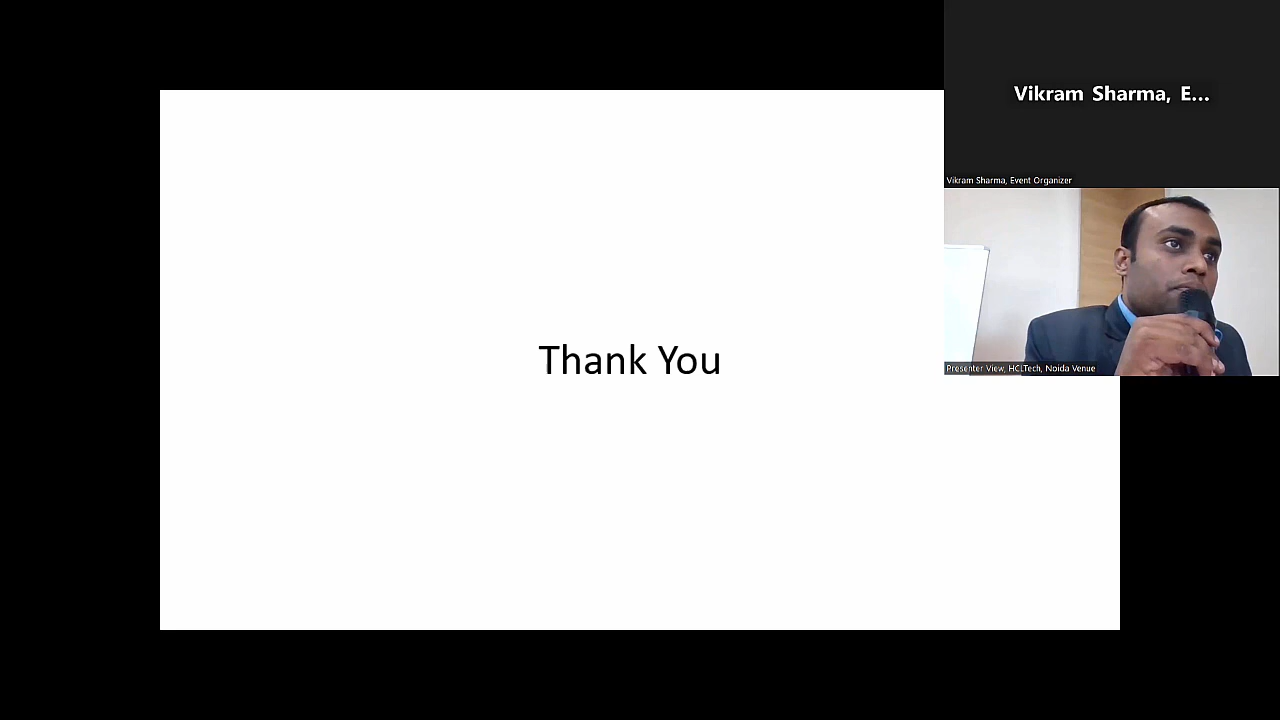 Vikram Sharma, E...
Vikram Sharma, Event Organizer
Thank You
Presenter View, HCLTech, Noida Venue